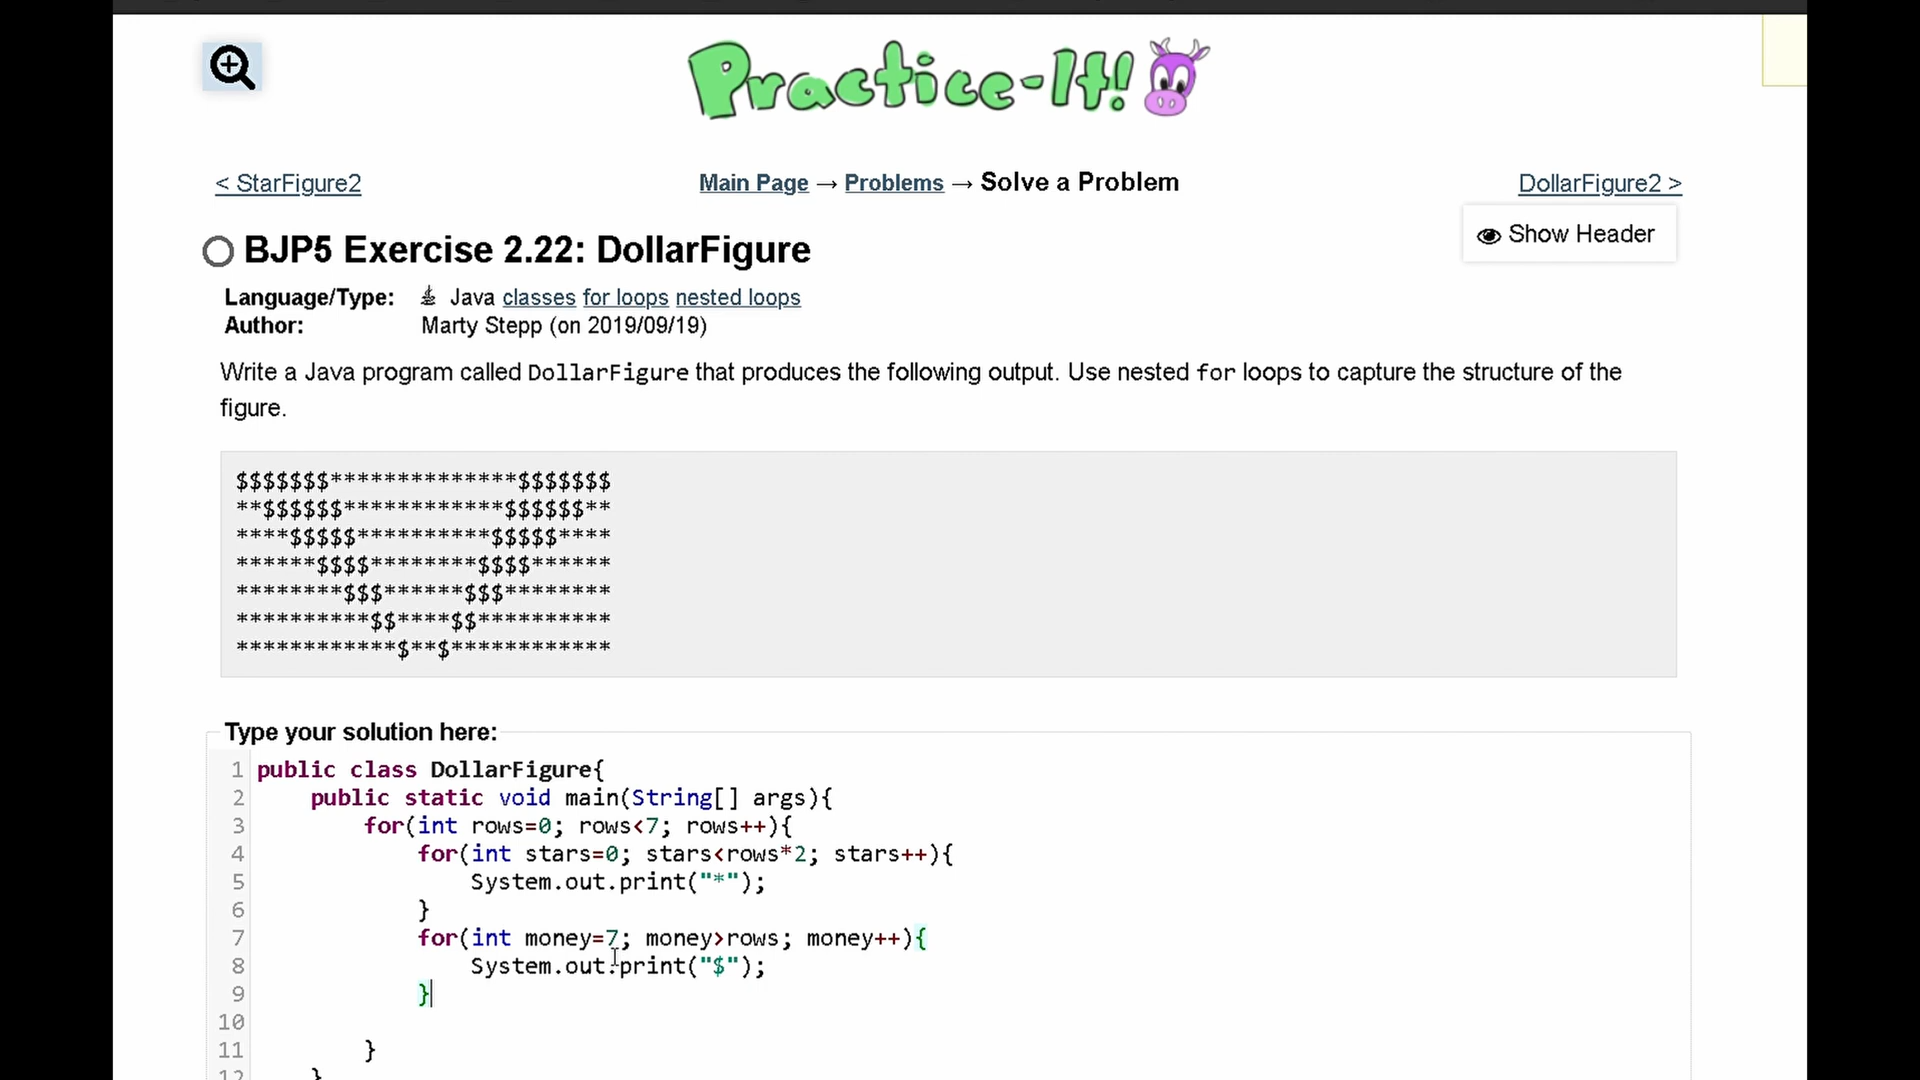 Practice-It!
< StarFigure2
Main Page → Problems → Solve a Problem
DollarFigure2 >
Show Header
BJP5 Exercise 2.22: DollarFigure
Language/Type: Java classes for loops nested loops
Author: Marty Stepp (on 2019/09/19)
Write a Java program called DollarFigure that produces the following output. Use nested for loops to capture the structure of the
figure.
$$$$$$$**************$$$$$$$
**$$$$$$************$$$$$$**
****$$$$$**********$$$$$****
******$$$$********$$$$******
********$$$******$$$********
**********$$****$$**********
************$**$************
Type your solution here:
1 public class DollarFigure{
2     public static void main(String[] args){
3         for(int rows=0; rows<7; rows++){
4             for(int stars=0; stars<rows*2; stars++){
5                 System.out.print("*");
6             }
7             for(int money=7; money>rows; money++){
8                 System.out.print("$");
9             }
10
11         }
12     }